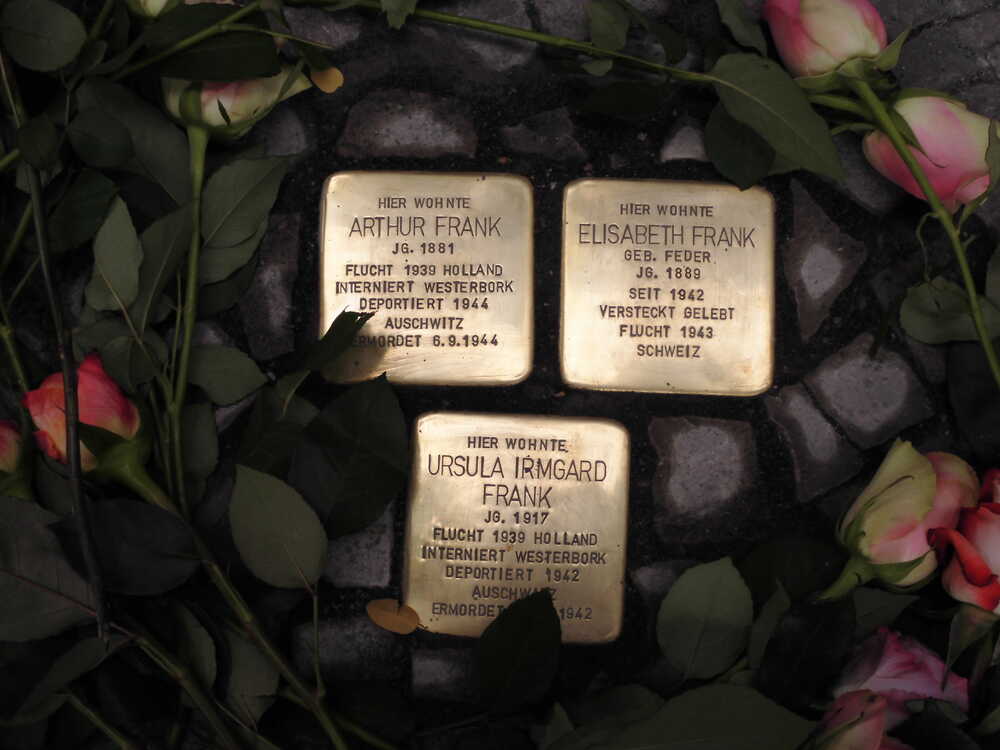 HIER WOHNTE
ARTHUR FRANK
JG. 1881
FLUCHT 1939 HOLLAND
INTERNIERT WESTERBORK
DEPORTIERT 1944
AUSCHWITZ
ERMORDET 6.9.1944
HIER WOHNTE
ELISABETH FRANK
GEB. FEDER
JG. 1889
SEIT 1942
VERSTECKT GELEBT
FLUCHT 1943
SCHWEIZ
HIER WOHNTE
URSULA IRMGARD
FRANK
JG. 1917
FLUCHT 1939 HOLLAND
INTERNIERT WESTERBORK
DEPORTIERT 1942
AUSCHWITZ
ERMORDET 1942